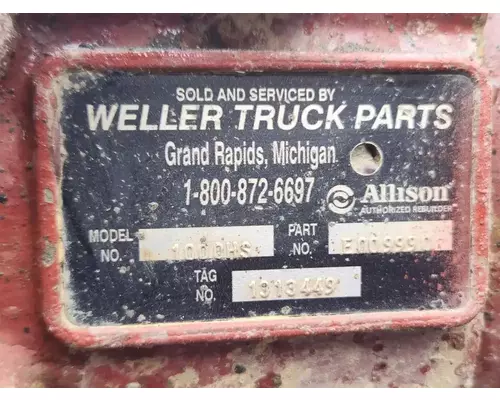 SOLD AND SERVICED BY
WELLER TRUCK PARTS
Grand Rapids, Michigan
1-800-872-6697
Allison
AUTHORIZED REBUILDER
MODEL NO. 1000HS
PART NO.
TAG NO. 1313449